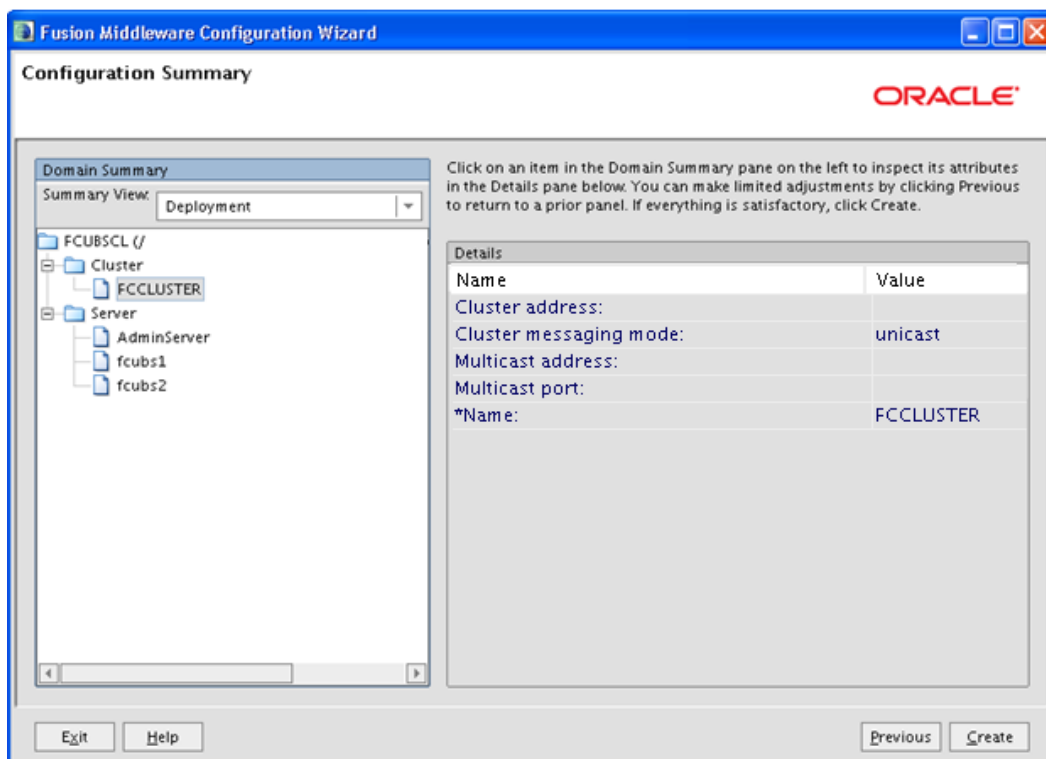 Fusion Middleware Configuration Wizard
Configuration Summary
ORACLE
Domain Summary
Summary View:
Deployment
FCUBSCL (/
Cluster
FCCLUSTER
Server
AdminServer
fcubs1
fcubs2
Click on an item in the Domain Summary pane on the left to inspect its attributes
in the Details pane below. You can make limited adjustments by clicking Previous
to return to a prior panel. If everything is satisfactory, click Create.
Details
Name Value
Cluster address:
Cluster messaging mode: unicast
Multicast address:
Multicast port:
*Name: FCCLUSTER
Exit Help Previous Create